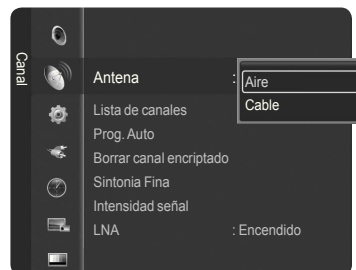 Canal
Antena : Aire
Cable
Lista de canales
Prog. Auto
Borrar canal encriptado
Sintonia Fina
Intensidad señal
LNA : Encendido